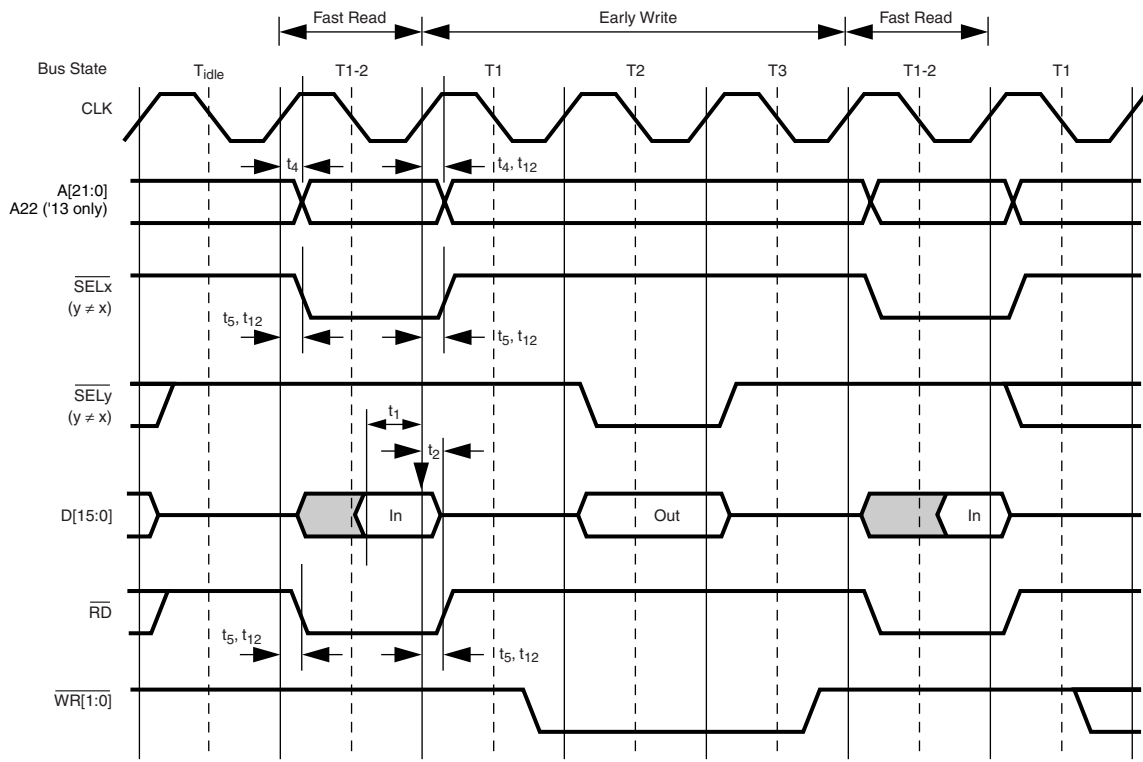 Fast Read Early Write Fast Read
Bus State T_idle T1-2 T1 T2 T3 T1-2 T1
CLK
t4 t4, t12
A[21:0]
A22 ('13 only)
SELx
(y ≠ x)
t5, t12 t5, t12
SELy
(y ≠ x)
t1
t2
D[15:0] In Out In
RD
t5, t12 t5, t12
WR[1:0]